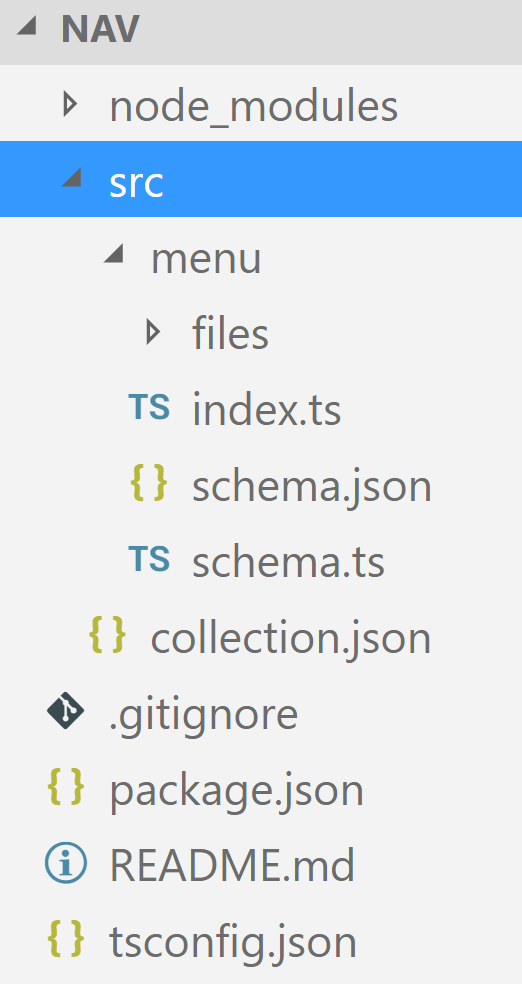 NAV
node_modules
src
menu
files
TS index.ts
{ } schema.json
TS schema.ts
{ } collection.json
.gitignore
{ } package.json
README.md
{ } tsconfig.json